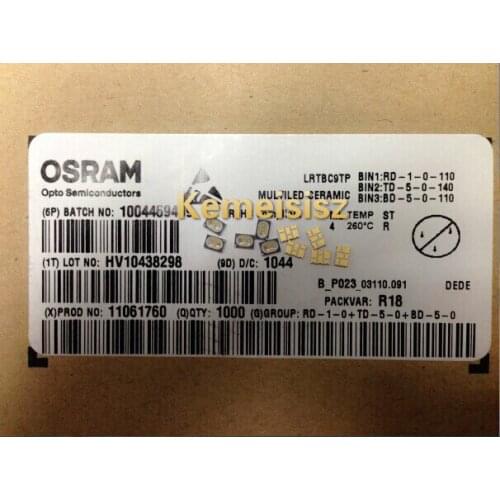 OSRAM
Opto Semiconductors
LRTBC9TP
MULTILED CERAMIC
BIN1:RD-1-0-110
BIN2:TD-5-0-140
BIN3:BD-5-0-110
Kemeisisz
(6P) BATCH NO:
TEMP ST
4 260°C R
(1T) LOT NO: HV10438298 (9D) D/C: 1044
B_P023_03110.091 DEDE
PACKVAR: R18
(X)PROD NO: 11061760 (Q)QTY: 1000 (G)GROUP: RD-1-0+TD-5-0+BD-5-0